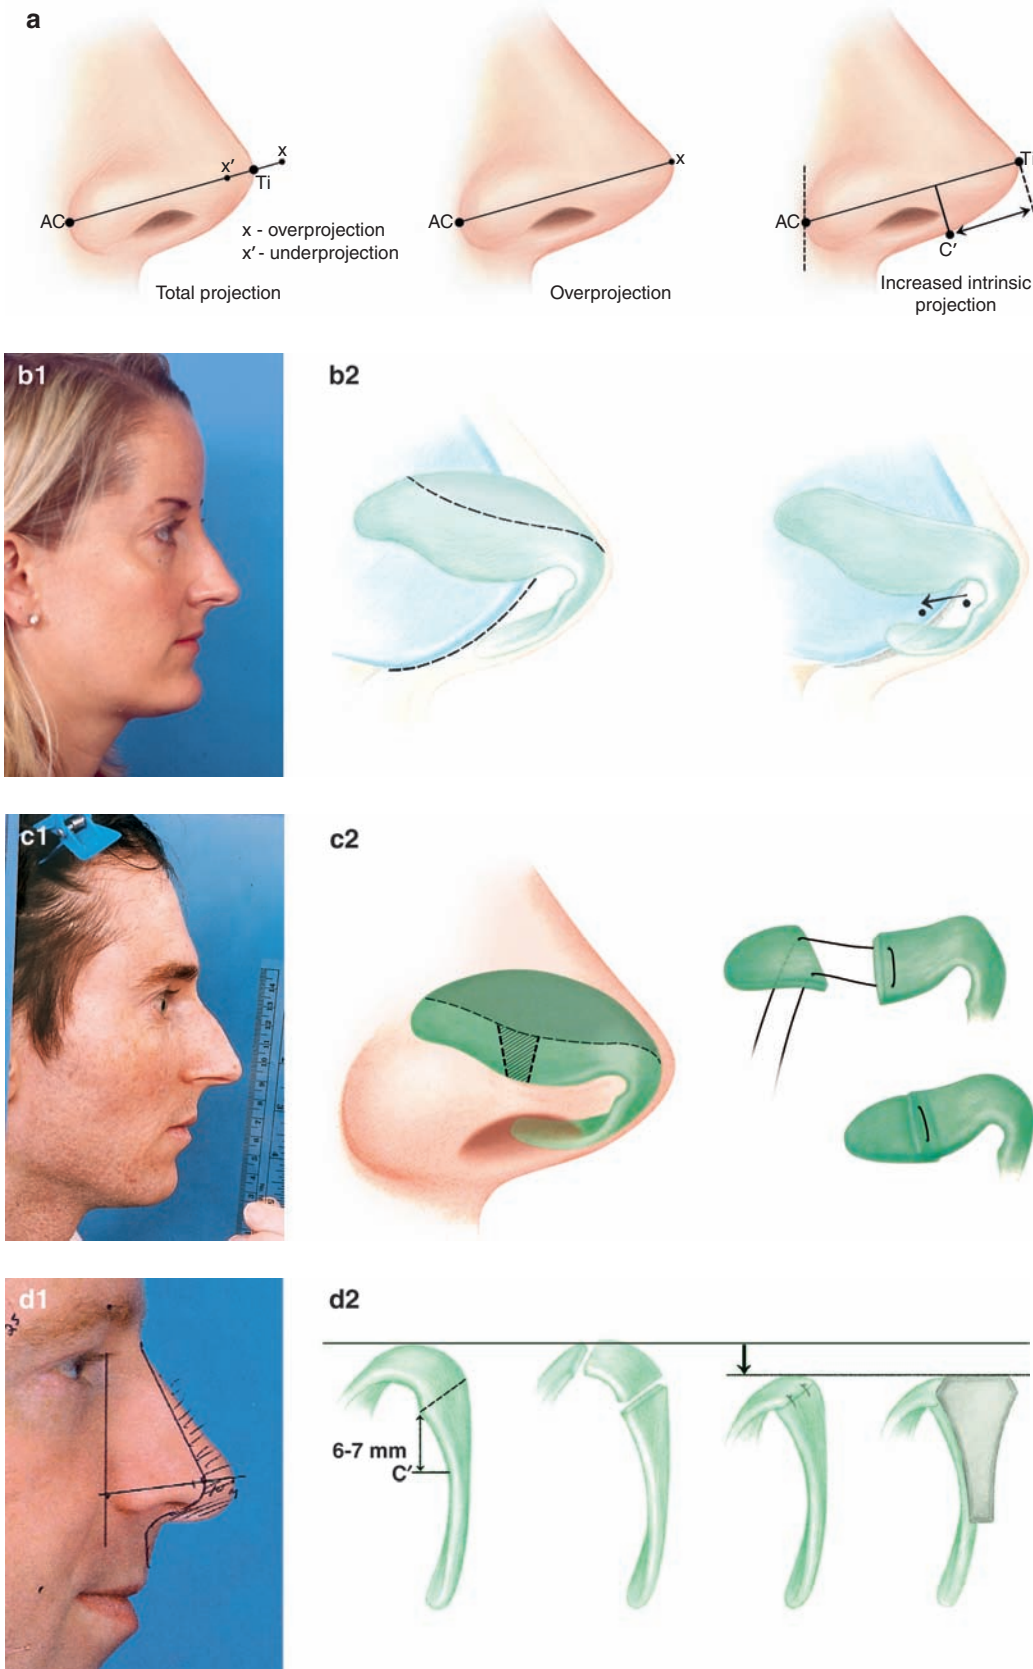 a
x
x′
Ti
AC
x - overprojection
x′ - underprojection
Total projection
x
AC
Overprojection
Ti
AC
C′
Increased intrinsic
projection
b1
b2
c1
c2
d1
d2
6-7 mm
C′